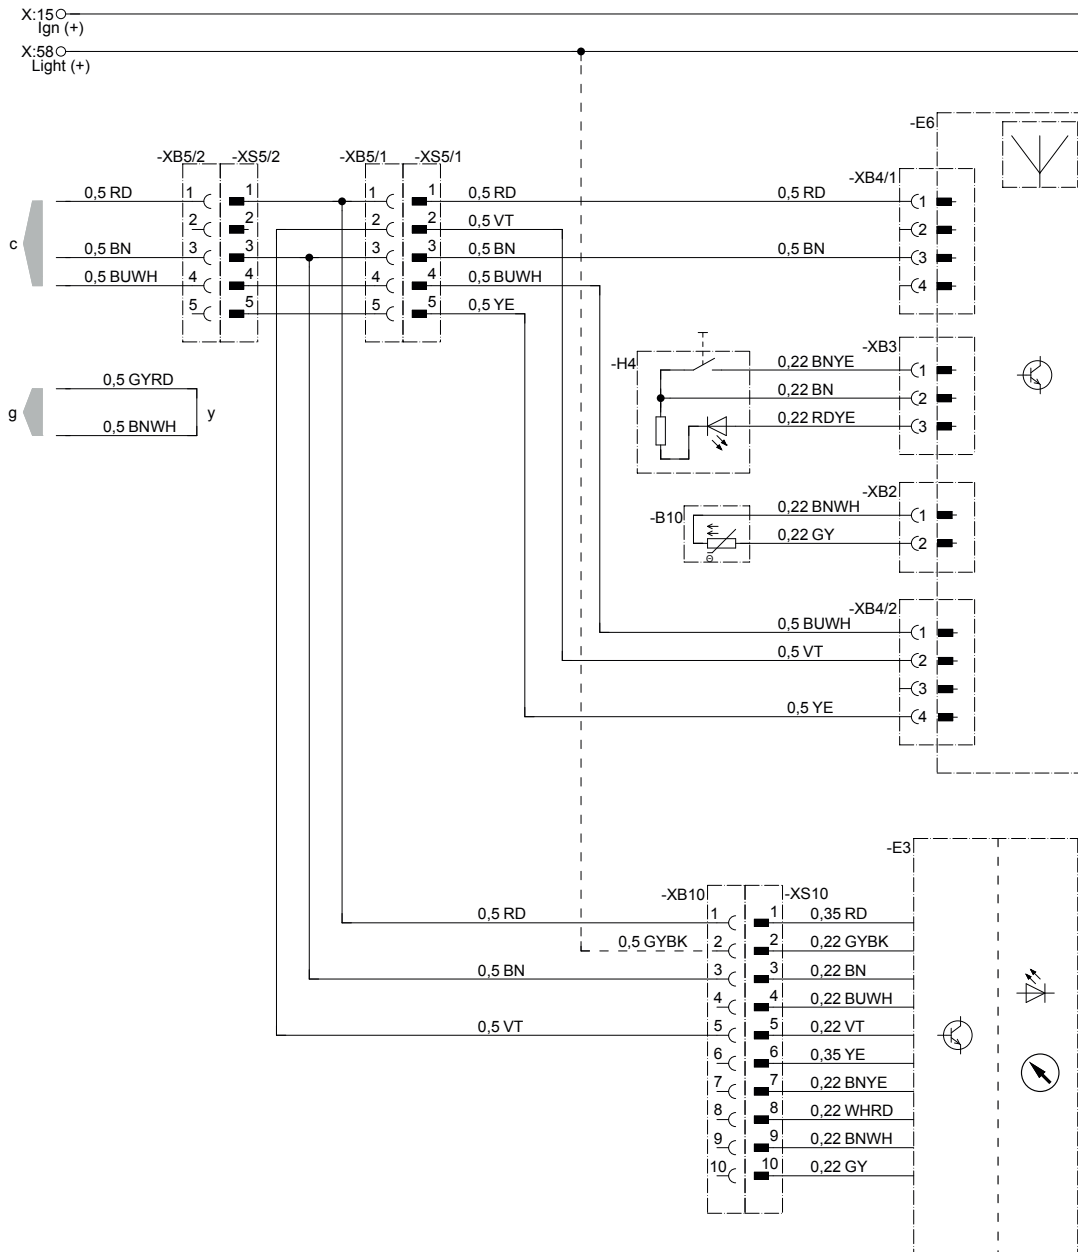 X:15
Ign (+)
X:58
Light (+)
-E6
-XB5/2 -XS5/2 -XB5/1 -XS5/1
-XB4/1
0,5 RD 1 1 1 1 0,5 RD 0,5 RD 1
2 2 2 2 0,5 VT 2
c 0,5 BN 3 3 3 3 0,5 BN 0,5 BN 3
0,5 BUWH 4 4 4 4 0,5 BUWH 4
5 5 5 5 0,5 YE
-XB3
-H4 0,22 BNYE 1
0,22 BN 2
0,22 RDYE 3
0,5 GYRD
g y
0,5 BNWH
-XB2
-B10 0,22 BNWH 1
0,22 GY 2
-XB4/2
0,5 BUWH 1
0,5 VT 2
3
0,5 YE 4
-E3
-XB10 -XS10
0,5 RD 1 1 0,35 RD
0,5 GYBK 2 2 0,22 GYBK
0,5 BN 3 3 0,22 BN
4 4 0,22 BUWH
0,5 VT 5 5 0,22 VT
6 6 0,35 YE
7 7 0,22 BNYE
8 8 0,22 WHRD
9 9 0,22 BNWH
10 10 0,22 GY